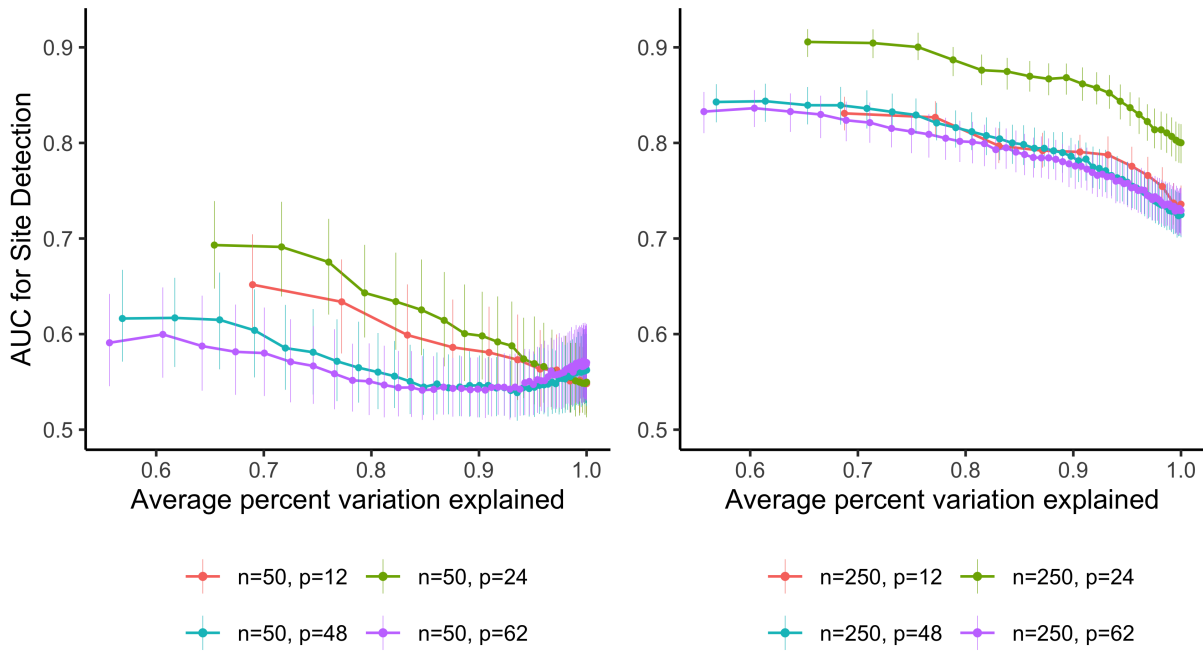 AUC for Site Detection
0.9
0.8
0.7
0.6
0.5
0.6 0.7 0.8 0.9 1.0
Average percent variation explained
n=50, p=12 n=50, p=24
n=50, p=48 n=50, p=62
0.9
0.8
0.7
0.6
0.5
0.6 0.7 0.8 0.9 1.0
Average percent variation explained
n=250, p=12 n=250, p=24
n=250, p=48 n=250, p=62